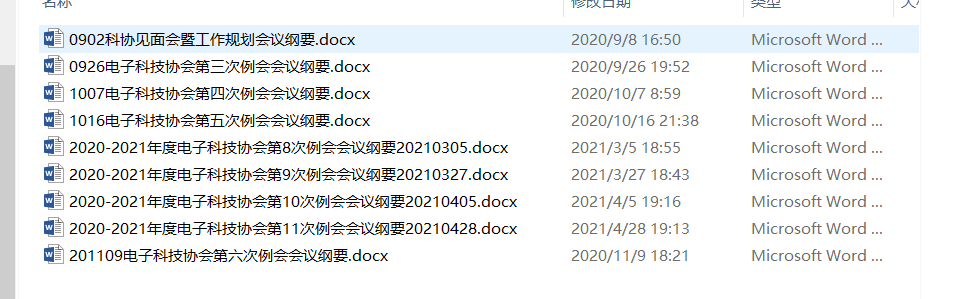 名称 修改日期 类型 大小
0902科协见面会暨工作规划会议纲要.docx 2020/9/8 16:50 Microsoft Word ...
0926电子科技协会第三次例会会议纲要.docx 2020/9/26 19:52 Microsoft Word ...
1007电子科技协会第四次例会会议纲要.docx 2020/10/7 8:59 Microsoft Word ...
1016电子科技协会第五次例会会议纲要.docx 2020/10/16 21:38 Microsoft Word ...
2020-2021年度电子科技协会第8次例会会议纲要20210305.docx 2021/3/5 18:55 Microsoft Word ...
2020-2021年度电子科技协会第9次例会会议纲要20210327.docx 2021/3/27 18:43 Microsoft Word ...
2020-2021年度电子科技协会第10次例会会议纲要20210405.docx 2021/4/5 19:16 Microsoft Word ...
2020-2021年度电子科技协会第11次例会会议纲要20210428.docx 2021/4/28 19:13 Microsoft Word ...
201109电子科技协会第六次例会会议纲要.docx 2020/11/9 18:21 Microsoft Word ...